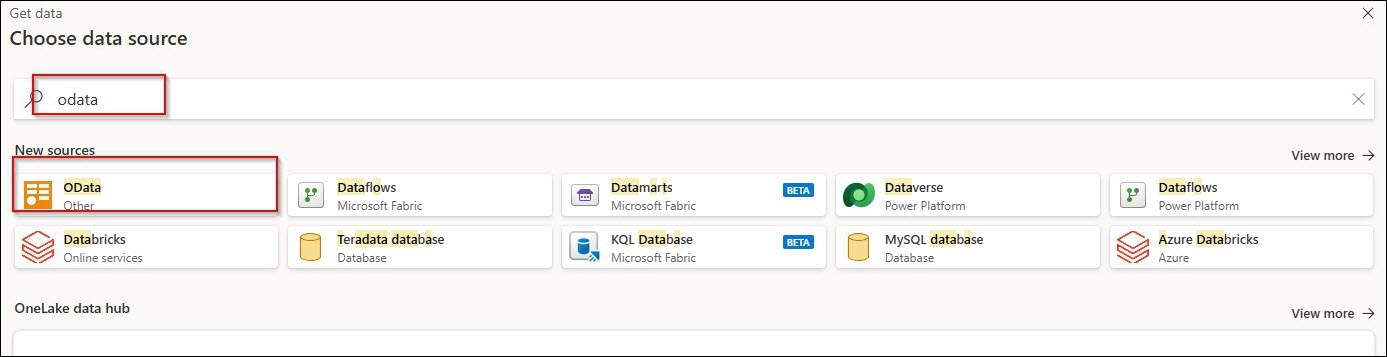 Get data
Choose data source
odata
New sources
View more
OData
Other
Dataflows
Microsoft Fabric
Datamarts
Microsoft Fabric
BETA
Dataverse
Power Platform
Dataflows
Power Platform
Databricks
Online services
Teradata database
Database
KQL Database
Microsoft Fabric
BETA
MySQL database
Database
Azure Databricks
Azure
OneLake data hub
View more